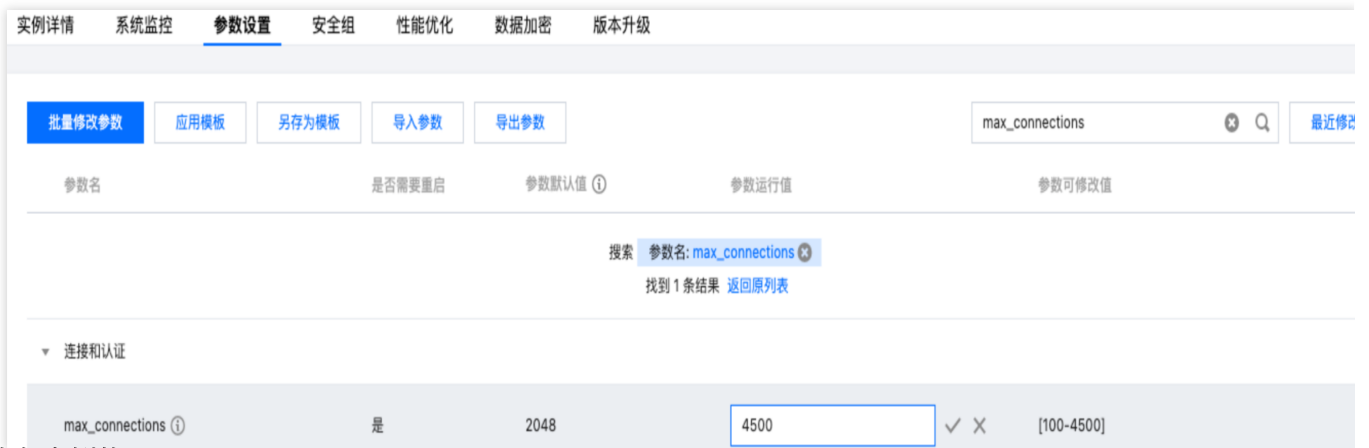 实例详情 系统监控 参数设置 安全组 性能优化 数据加密 版本升级
批量修改参数 应用模板 另存为模板 导入参数 导出参数 max_connections 最近修
参数名 是否需要重启 参数默认值 参数运行值 参数可修改值
搜索 参数名: max_connections
找到 1 条结果 返回原列表
连接和认证
max_connections 是 2048 4500 [100-4500]